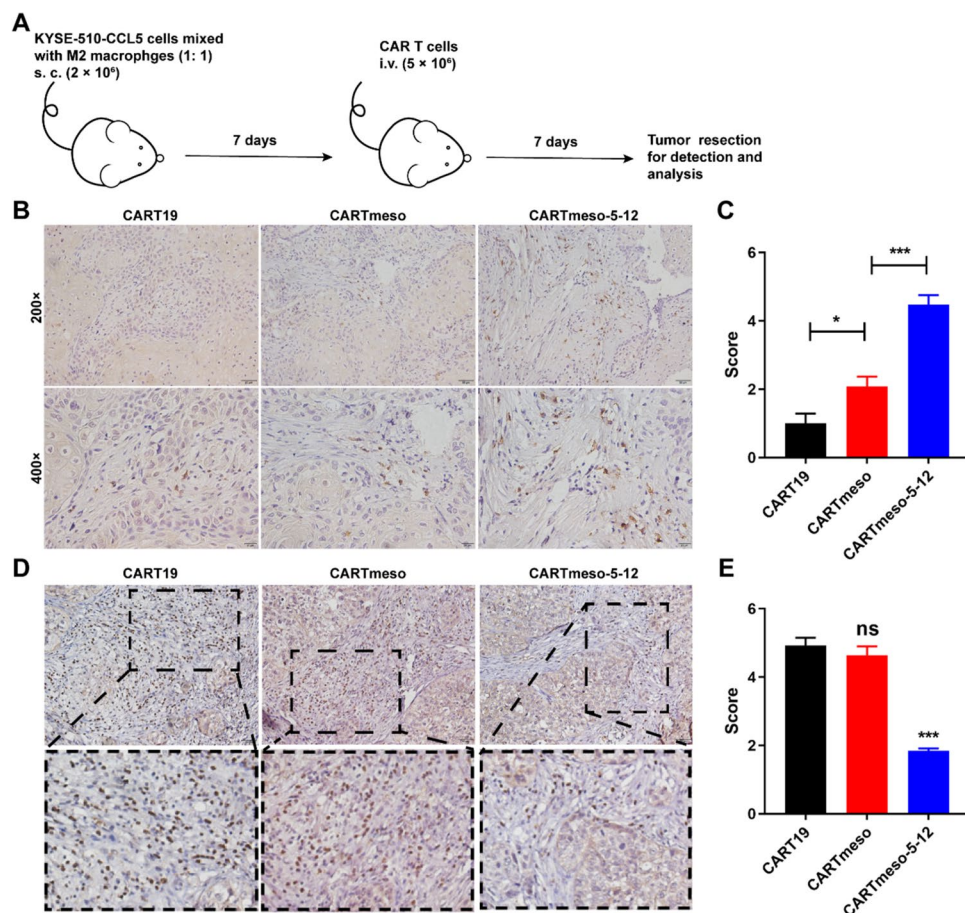 A
KYSE-510-CCL5 cells mixed
with M2 macrophges (1: 1)
s. c. (2 × 10⁶)
CAR T cells
i.v. (5 × 10⁶)
7 days
7 days
Tumor resection
for detection and
analysis
B
CART19
CARTmeso
CARTmeso-5-12
200×
400×
C
Score
6
4
2
0
*
***
CART19
CARTmeso
CARTmeso-5-12
D
CART19
CARTmeso
CARTmeso-5-12
E
Score
6
4
2
0
ns
***
CART19
CARTmeso
CARTmeso-5-12